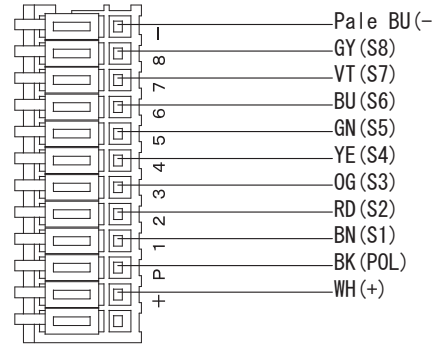 − Pale BU(−
8 GY(S8)
7 VT(S7)
6 BU(S6)
5 GN(S5)
4 YE(S4)
3 OG(S3)
2 RD(S2)
1 BN(S1)
P BK(POL)
+ WH(+)